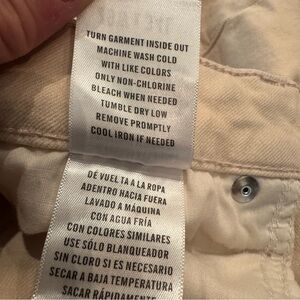 TURN GARMENT INSIDE OUT
MACHINE WASH COLD
WITH LIKE COLORS
ONLY NON-CHLORINE
BLEACH WHEN NEEDED
TUMBLE DRY LOW
REMOVE PROMPTLY
COOL IRON IF NEEDED
DÉ VUELTA A LA ROPA
ADENTRO HACIA FUERA
LAVADO A MÁQUINA
CON AGUA FRÍA
CON COLORES SIMILARES
USE SÓLO BLANQUEADOR
SIN CLORO SI ES NECESARIO
SECAR A BAJA TEMPERATURA
SACAR RÁPIDAMENTE